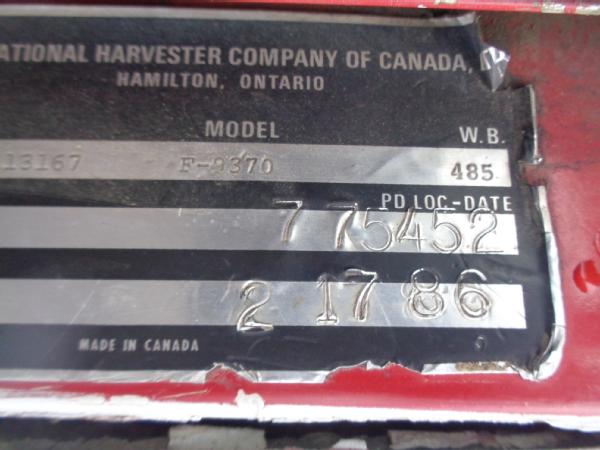 ATIONAL HARVESTER COMPANY OF CANADA,
HAMILTON, ONTARIO
MODEL W.B.
13167 F-9370 485
PD LOC-DATE
7 75452
2 17 86
MADE IN CANADA